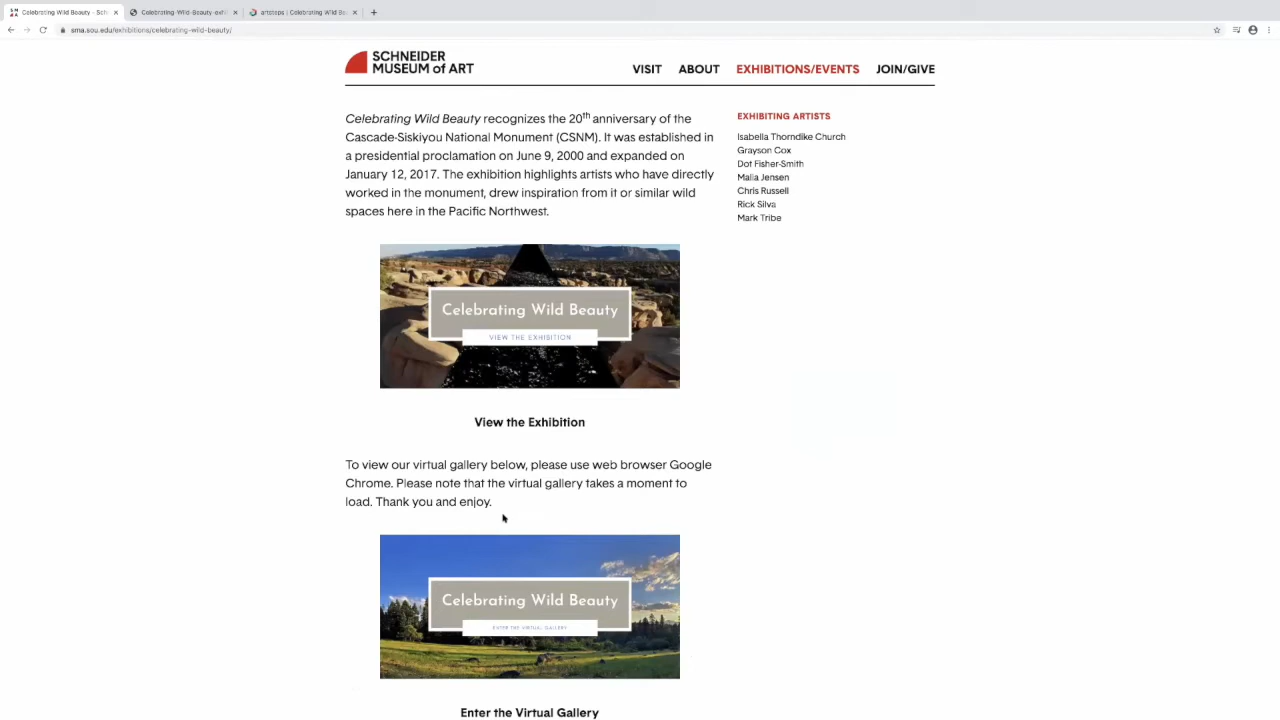 Celebrating Wild Beauty - Sch
Celebrating-Wild-Beauty-exhi
artsteps | Celebrating Wild Be
sma.sou.edu/exhibitions/celebrating-wild-beauty/
SCHNEIDER
MUSEUM of ART
VISIT ABOUT EXHIBITIONS/EVENTS JOIN/GIVE
Celebrating Wild Beauty recognizes the 20th anniversary of the
Cascade-Siskiyou National Monument (CSNM). It was established in
a presidential proclamation on June 9, 2000 and expanded on
January 12, 2017. The exhibition highlights artists who have directly
worked in the monument, drew inspiration from it or similar wild
spaces here in the Pacific Northwest.
EXHIBITING ARTISTS
Isabella Thorndike Church
Grayson Cox
Dot Fisher-Smith
Malia Jensen
Chris Russell
Rick Silva
Mark Tribe
Celebrating Wild Beauty
VIEW THE EXHIBITION
View the Exhibition
To view our virtual gallery below, please use web browser Google
Chrome. Please note that the virtual gallery takes a moment to
load. Thank you and enjoy.
Celebrating Wild Beauty
ENTER THE VIRTUAL GALLERY
Enter the Virtual Gallery